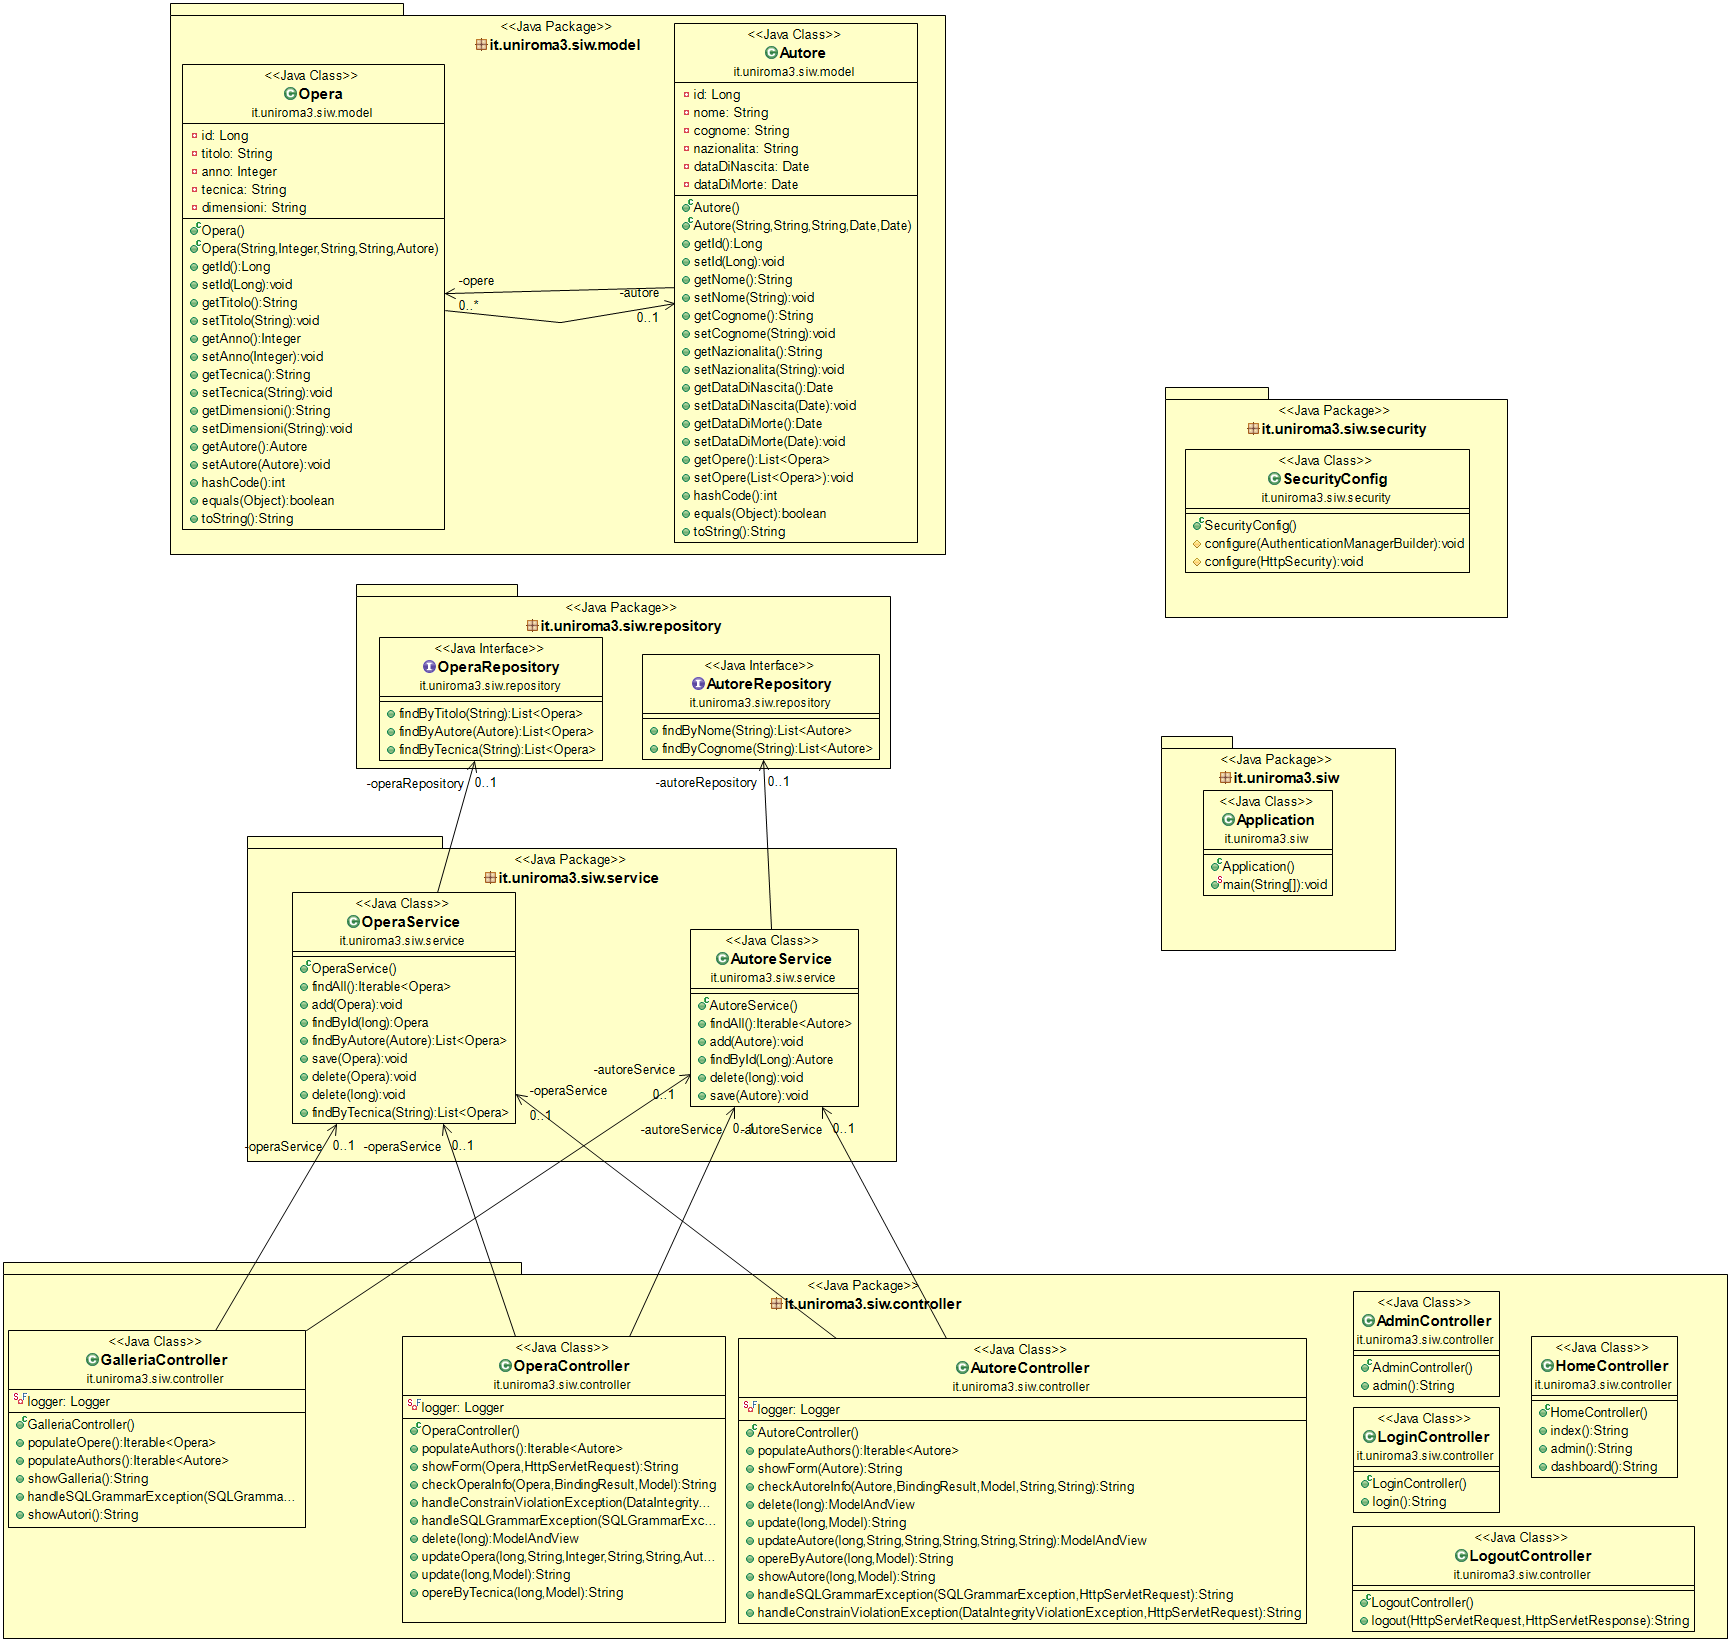 <<Java Package>>
it.uniroma3.siw.model
<<Java Class>>
Opera
it.uniroma3.siw.model
id: Long
titolo: String
anno: Integer
tecnica: String
dimensioni: String
Opera()
Opera(String,Integer,String,String,Autore)
getId():Long
setId(Long):void
getTitolo():String
setTitolo(String):void
getAnno():Integer
setAnno(Integer):void
getTecnica():String
setTecnica(String):void
getDimensioni():String
setDimensioni(String):void
getAutore():Autore
setAutore(Autore):void
hashCode():int
equals(Object):boolean
toString():String
-opere
0..*
-autore
0..1
<<Java Class>>
Autore
it.uniroma3.siw.model
id: Long
nome: String
cognome: String
nazionalita: String
dataDiNascita: Date
dataDiMorte: Date
Autore()
Autore(String,String,String,Date,Date)
getId():Long
setId(Long):void
getNome():String
setNome(String):void
getCognome():String
setCognome(String):void
getNazionalita():String
setNazionalita(String):void
getDataDiNascita():Date
setDataDiNascita(Date):void
getDataDiMorte():Date
setDataDiMorte(Date):void
getOpere():List<Opera>
setOpere(List<Opera>):void
hashCode():int
equals(Object):boolean
toString():String
<<Java Package>>
it.uniroma3.siw.security
<<Java Class>>
SecurityConfig
it.uniroma3.siw.security
SecurityConfig()
configure(AuthenticationManagerBuilder):void
configure(HttpSecurity):void
<<Java Package>>
it.uniroma3.siw.repository
<<Java Interface>>
OperaRepository
it.uniroma3.siw.repository
findByTitolo(String):List<Opera>
findByAutore(Autore):List<Opera>
findByTecnica(String):List<Opera>
<<Java Interface>>
AutoreRepository
it.uniroma3.siw.repository
findByNome(String):List<Autore>
findByCognome(String):List<Autore>
-operaRepository 0..1
-autoreRepository 0..1
<<Java Package>>
it.uniroma3.siw
<<Java Class>>
Application
it.uniroma3.siw
Application()
main(String[]):void
<<Java Package>>
it.uniroma3.siw.service
<<Java Class>>
OperaService
it.uniroma3.siw.service
OperaService()
findAll():Iterable<Opera>
add(Opera):void
findById(long):Opera
findByAutore(Autore):List<Opera>
save(Opera):void
delete(Opera):void
delete(long):void
findByTecnica(String):List<Opera>
<<Java Class>>
AutoreService
it.uniroma3.siw.service
AutoreService()
findAll():Iterable<Autore>
add(Autore):void
findById(Long):Autore
delete(long):void
save(Autore):void
-autoreService
0..1
-operaService
0..1
-operaService 0..1
-operaService 0..1
-autoreService 0..1
-autoreService 0..1
<<Java Package>>
it.uniroma3.siw.controller
<<Java Class>>
GalleriaController
it.uniroma3.siw.controller
logger: Logger
GalleriaController()
populateOpere():Iterable<Opera>
populateAuthors():Iterable<Autore>
showGalleria():String
handleSQLGrammarException(SQLGramma...
showAutori():String
<<Java Class>>
OperaController
it.uniroma3.siw.controller
logger: Logger
OperaController()
populateAuthors():Iterable<Autore>
showForm(Opera,HttpServletRequest):String
checkOperaInfo(Opera,BindingResult,Model):String
handleConstrainViolationException(DataIntegrity...
handleSQLGrammarException(SQLGrammarExc...
delete(long):ModelAndView
updateOpera(long,String,Integer,String,String,Aut...
update(long,Model):String
opereByTecnica(long,Model):String
<<Java Class>>
AutoreController
it.uniroma3.siw.controller
logger: Logger
AutoreController()
populateAuthors():Iterable<Autore>
showForm(Autore):String
checkAutoreInfo(Autore,BindingResult,Model,String,String):String
delete(long):ModelAndView
update(long,Model):String
updateAutore(long,String,String,String,String,String):ModelAndView
opereByAutore(long,Model):String
showAutore(long,Model):String
handleSQLGrammarException(SQLGrammarException,HttpServletRequest):String
handleConstrainViolationException(DataIntegrityViolationException,HttpServletRequest):String
<<Java Class>>
AdminController
it.uniroma3.siw.controller
AdminController()
admin():String
<<Java Class>>
LoginController
it.uniroma3.siw.controller
LoginController()
login():String
<<Java Class>>
HomeController
it.uniroma3.siw.controller
HomeController()
index():String
admin():String
dashboard():String
<<Java Class>>
LogoutController
it.uniroma3.siw.controller
LogoutController()
logout(HttpServletRequest,HttpServletResponse):String